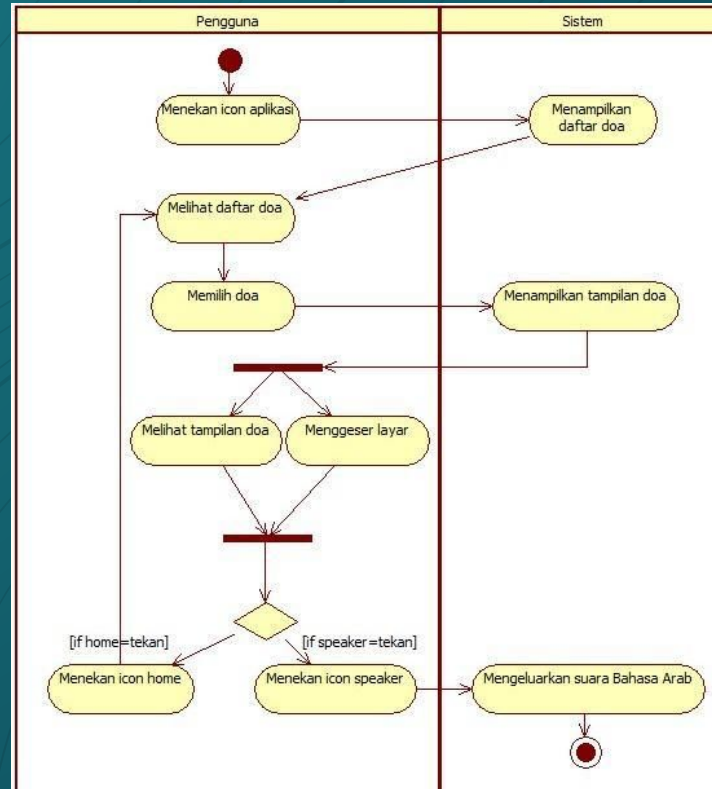 Pengguna
Sistem
Menekan icon aplikasi
Menampilkan
daftar doa
Melihat daftar doa
Memilih doa
Menampilkan tampilan doa
Melihat tampilan doa
Menggeser layar
[if home=tekan]
[if speaker=tekan]
Menekan icon home
Menekan icon speaker
Mengeluarkan suara Bahasa Arab